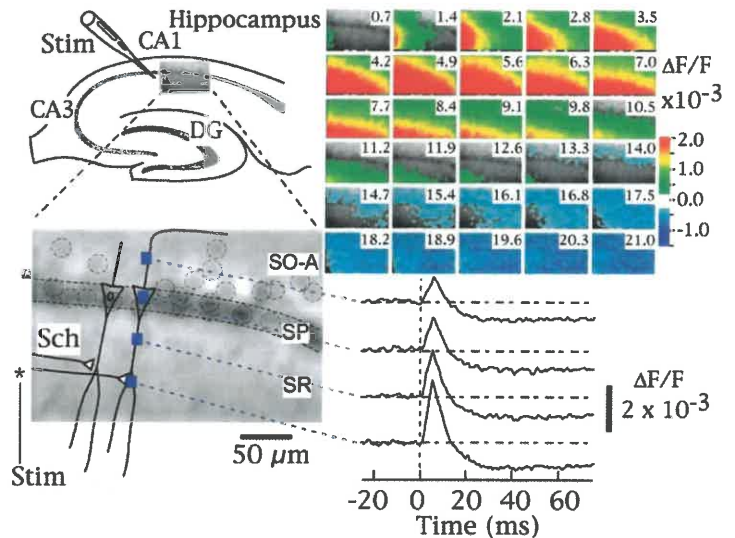 Hippocampus
Stim
CA1
CA3
DG
0.7 1.4 2.1 2.8 3.5
4.2 4.9 5.6 6.3 7.0
7.7 8.4 9.1 9.8 10.5
11.2 11.9 12.6 13.3 14.0
14.7 15.4 16.1 16.8 17.5
18.2 18.9 19.6 20.3 21.0
ΔF/F
x10⁻³
2.0
1.0
0.0
-1.0
SO-A
SP
SR
Sch
*
Stim
50 µm
ΔF/F
2 x 10⁻³
-20 0 20 40 60
Time (ms)